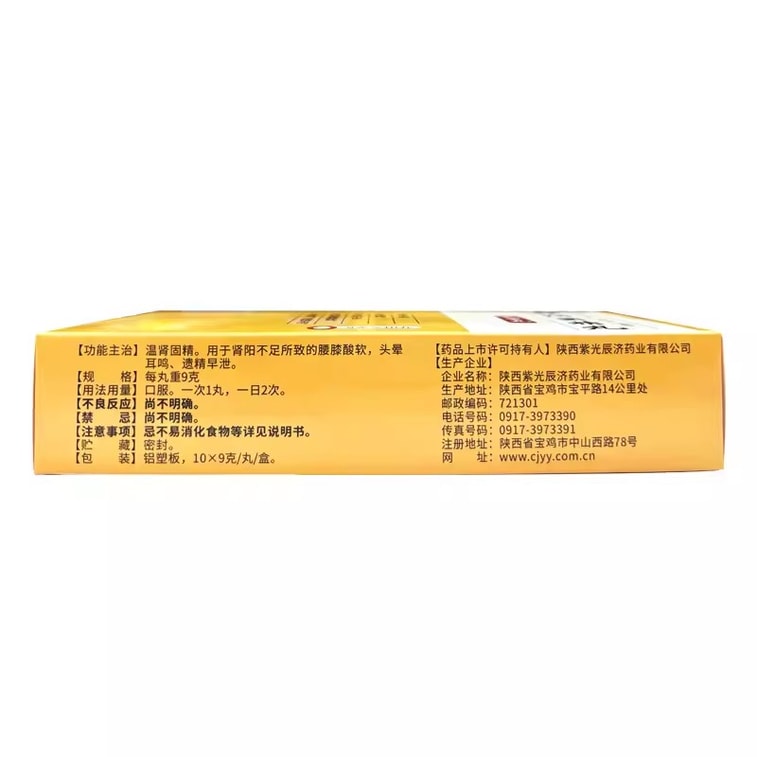 【功能主治】温肾固精。用于肾阳不足所致的腰膝酸软，头晕
耳鸣、遗精早泄。
【规　　格】每丸重9克
【用法用量】口服。一次1丸，一日2次。
【不良反应】尚不明确。
【禁　　忌】尚不明确。
【注意事项】忌不易消化食物等详见说明书。
【贮　　藏】密封。
【包　　装】铝塑板，10×9克/丸/盒。
【药品上市许可持有人】陕西紫光辰济药业有限公司
【生产企业】
企业名称：陕西紫光辰济药业有限公司
生产地址：陕西省宝鸡市宝平路14公里处
邮政编码：721301
电话号码：0917-3973390
传真号码：0917-3973391
注册地址：陕西省宝鸡市中山西路78号
网　　址：www.cjyy.com.cn